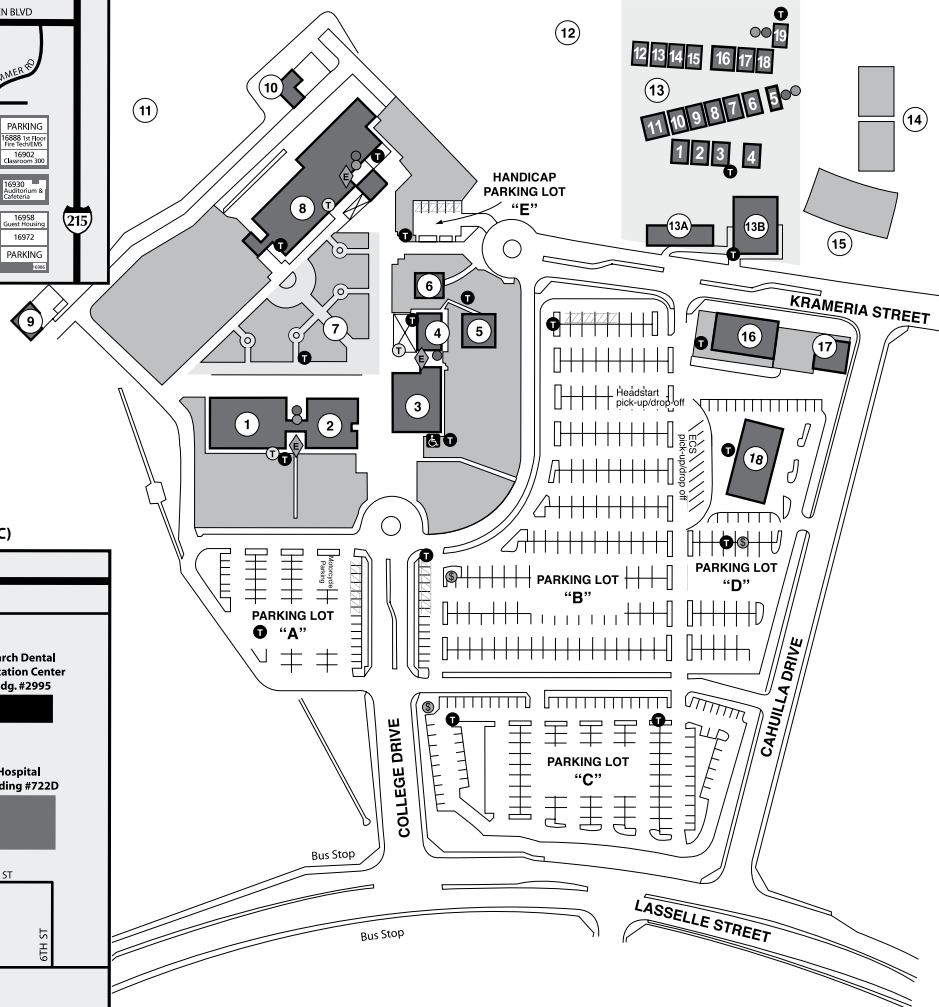 EN BLVD
MMER RD
PARKING
16888 1st Floor
Fire Tech/EMS
16902
Classroom 300
16930
Auditorium &
Cafeteria
16958
Guest Housing
16972
PARKING
215
C)
arch Dental
cation Center
dg. #2995
Hospital
ding #722D
ST
6TH ST
12
T
19
12 13 14 15 16 17 18
13
11 10 9 8 7 6 5
1 2 3 4
T
14
15
13A
13B
T
10
11
E
T
8
T
T
HANDICAP
PARKING LOT
"E"
T
9
7
T
6
T
T
4
5
T
E
3
T
1
2
E
T
T
KRAMERIA STREET
T
16
17
T
Headstart
pick-up/drop-off
ECS
pick-up/drop off
T
18
T
S
PARKING LOT
"D"
Motorcycle
Parking
T
S
PARKING LOT
"B"
PARKING LOT
"A"
T
S
T
T
PARKING LOT
"C"
COLLEGE DRIVE
CAHUILLA DRIVE
Bus Stop
Bus Stop
LASSELLE STREET